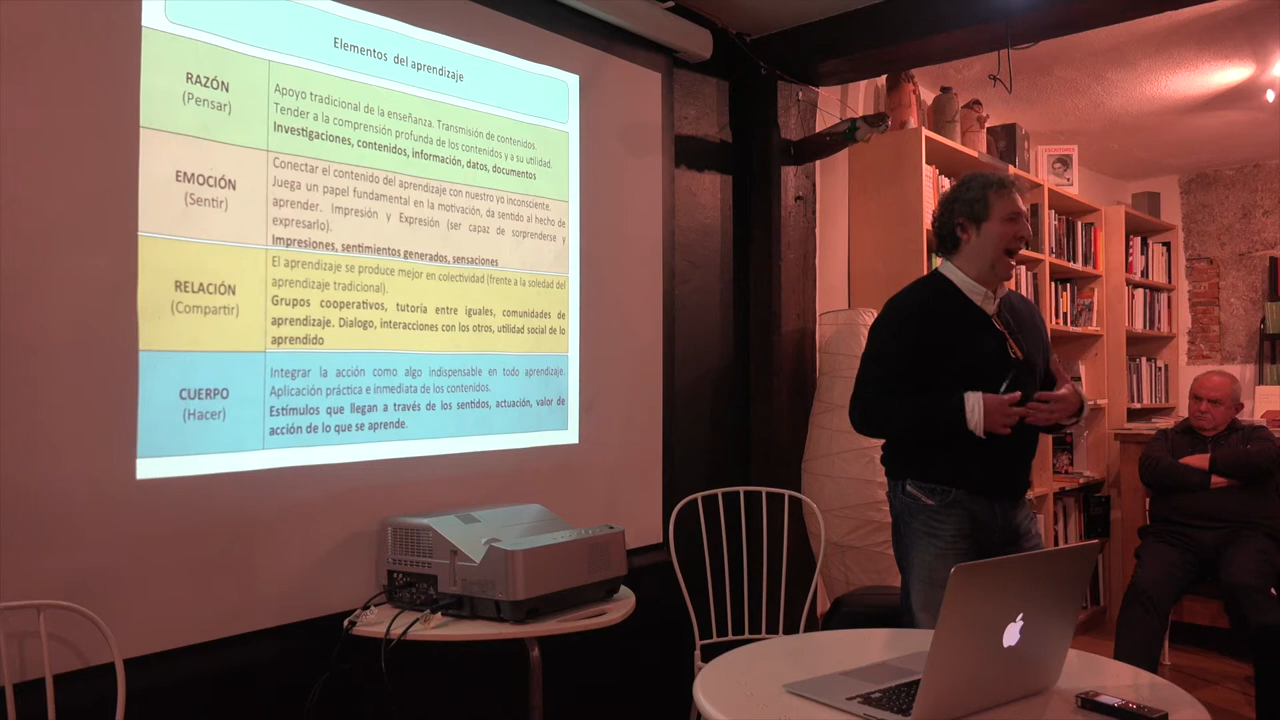 Elementos del aprendizaje
RAZÓN
(Pensar)
Apoyo tradicional de la enseñanza. Transmisión de contenidos.
Tender a la comprensión profunda de los contenidos y a su utilidad.
Investigaciones, contenidos, información, datos, documentos
EMOCIÓN
(Sentir)
Conectar el contenido del aprendizaje con nuestro yo inconsciente.
Juega un papel fundamental en la motivación, da sentido al hecho de
aprender. Impresión y Expresión (ser capaz de sorprenderse y
expresarlo).
Impresiones, sentimientos generados, sensaciones
RELACIÓN
(Compartir)
El aprendizaje se produce mejor en colectividad (frente a la soledad del
aprendizaje tradicional).
Grupos cooperativos, tutoría entre iguales, comunidades de
aprendizaje. Dialogo, interacciones con los otros, utilidad social de lo
aprendido
CUERPO
(Hacer)
Integrar la acción como algo indispensable en todo aprendizaje.
Aplicación práctica e inmediata de los contenidos.
Estímulos que llegan a través de los sentidos, actuación, valor de
acción de lo que se aprende.
ESCRITORES